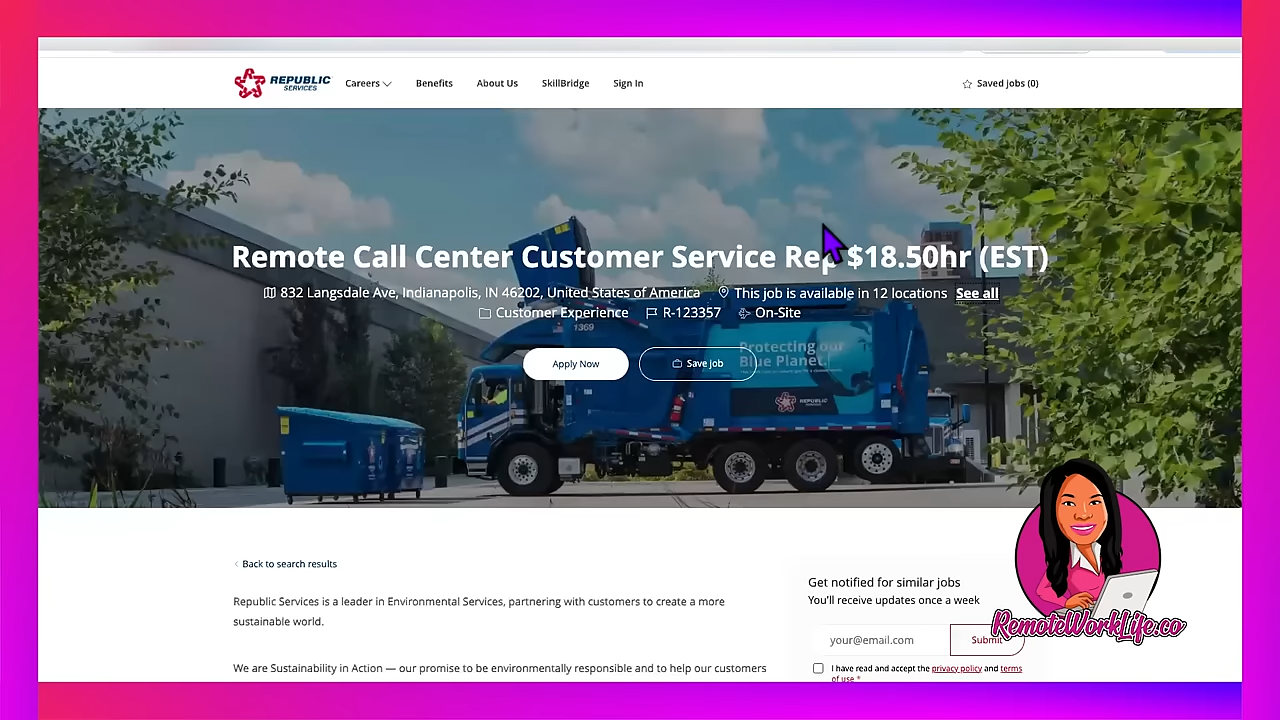 REPUBLIC
SERVICES
Careers
Benefits
About Us
SkillBridge
Sign In
Saved jobs (0)
Remote Call Center Customer Service Rep $18.50hr (EST)
832 Langsdale Ave, Indianapolis, IN 46202, United States of America
This job is available in 12 locations See all
Customer Experience
R-123357
On-Site
1369
Apply Now
Save job
Protecting our
Blue Planet.
REPUBLIC
Back to search results
Republic Services is a leader in Environmental Services, partnering with customers to create a more
sustainable world.
We are Sustainability in Action — our promise to be environmentally responsible and to help our customers
Get notified for similar jobs
You'll receive updates once a week
your@email.com
Submit
I have read and accept the privacy policy and terms
of use *
RemoteWorkLife.co